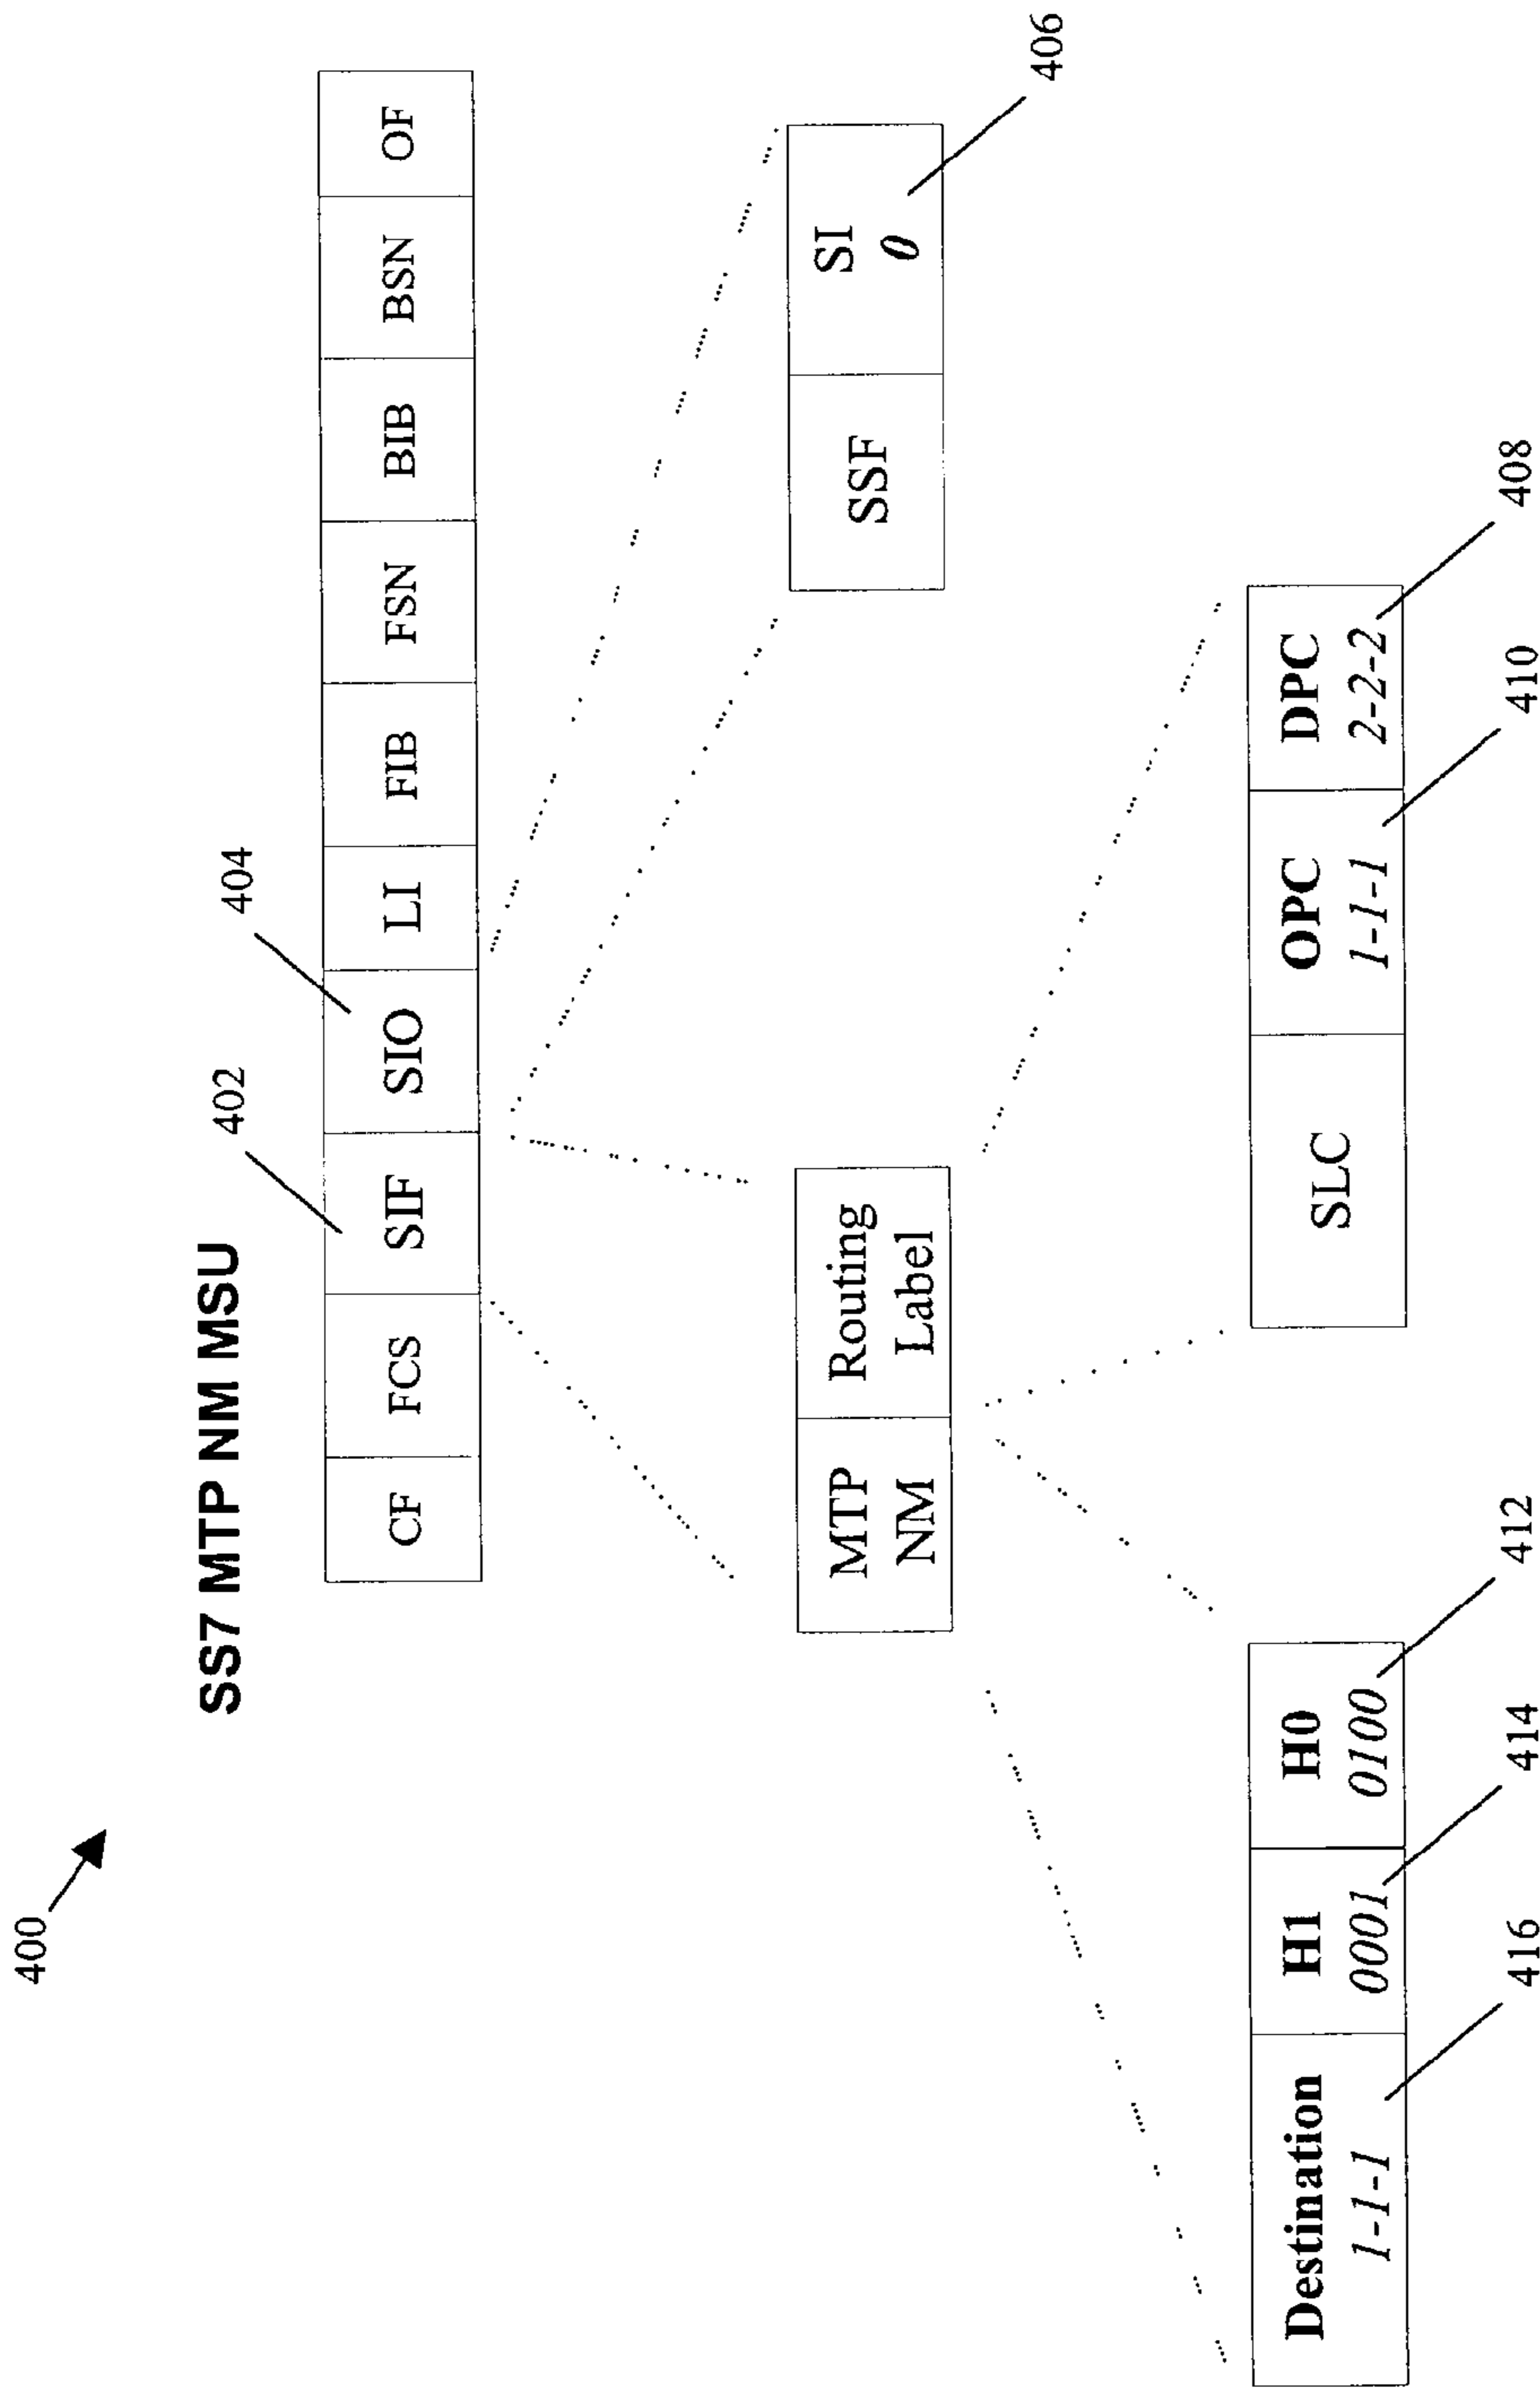 400
SS7 MTP NM MSU
402
404
CF FCS SIF SIO LI FIB FSN BIB BSN OF
MTP NM
Routing Label
SSF
SI
0
406
Destination
1-1-1
H1
0001
H0
0100
SLC
OPC
1-1-1
DPC
2-2-2
416
414
412
410
408